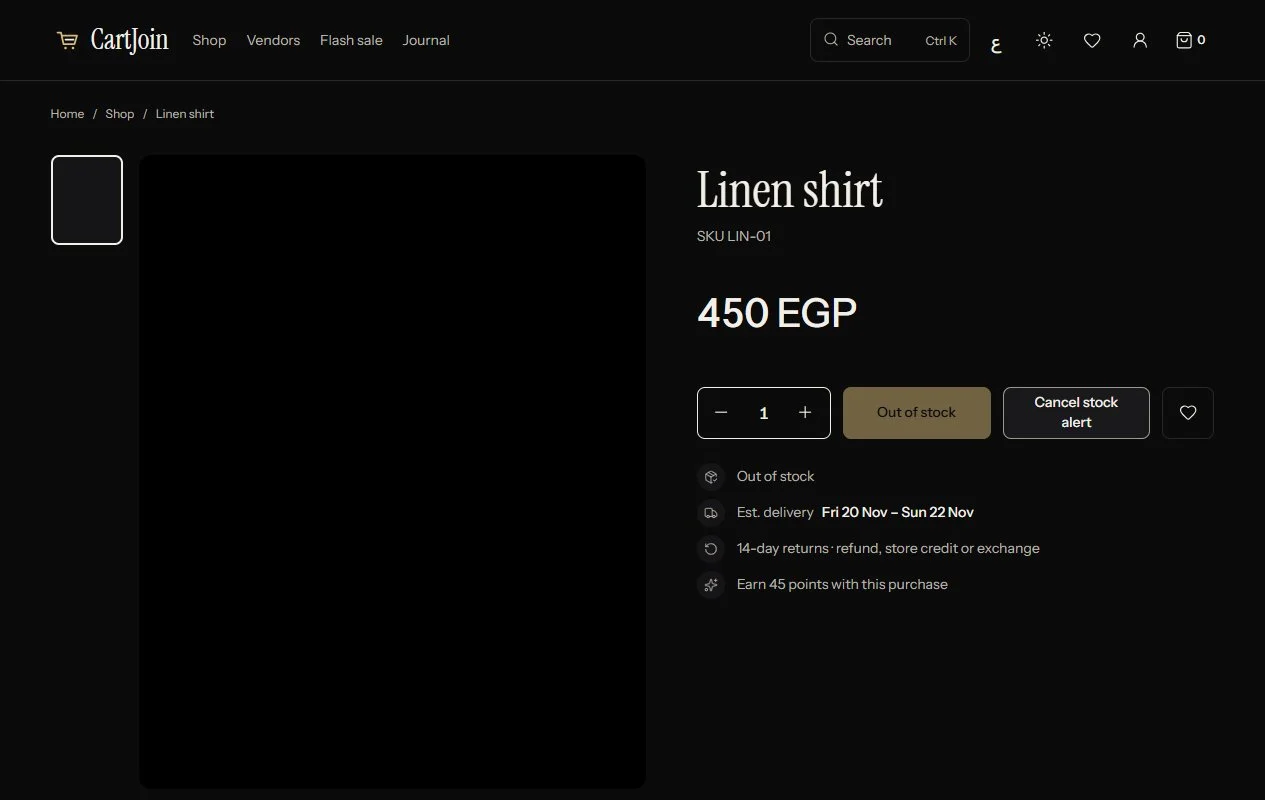 CartJoin Shop Vendors Flash sale Journal Search Ctrl K ع 0
Home / Shop / Linen shirt
Linen shirt
SKU LIN-01
450 EGP
1 Out of stock Cancel stock
alert
Out of stock
Est. delivery Fri 20 Nov – Sun 22 Nov
14-day returns · refund, store credit or exchange
Earn 45 points with this purchase